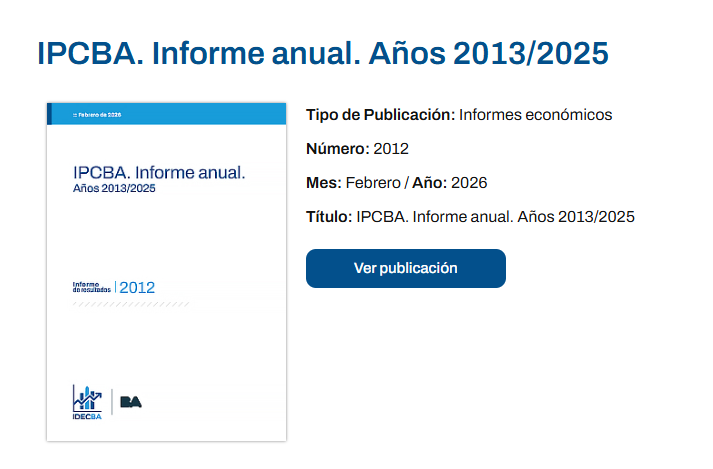 IPCBA. Informe anual. Años 2013/2025
:: Febrero de 2026
IPCBA. Informe anual.
Años 2013/2025
Informe
de resultados
2012
IDECBA
BA
Tipo de Publicación: Informes económicos
Número: 2012
Mes: Febrero / Año: 2026
Título: IPCBA. Informe anual. Años 2013/2025
Ver publicación